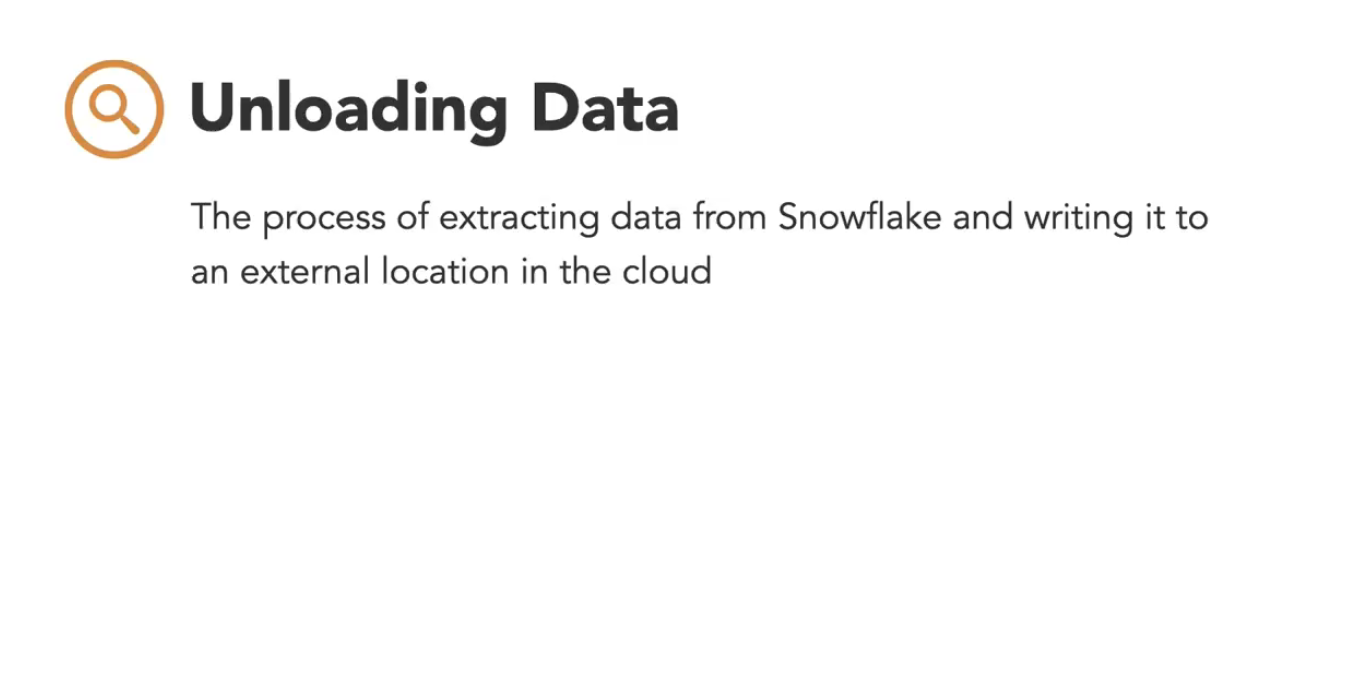 Unloading Data
The process of extracting data from Snowflake and writing it to
an external location in the cloud